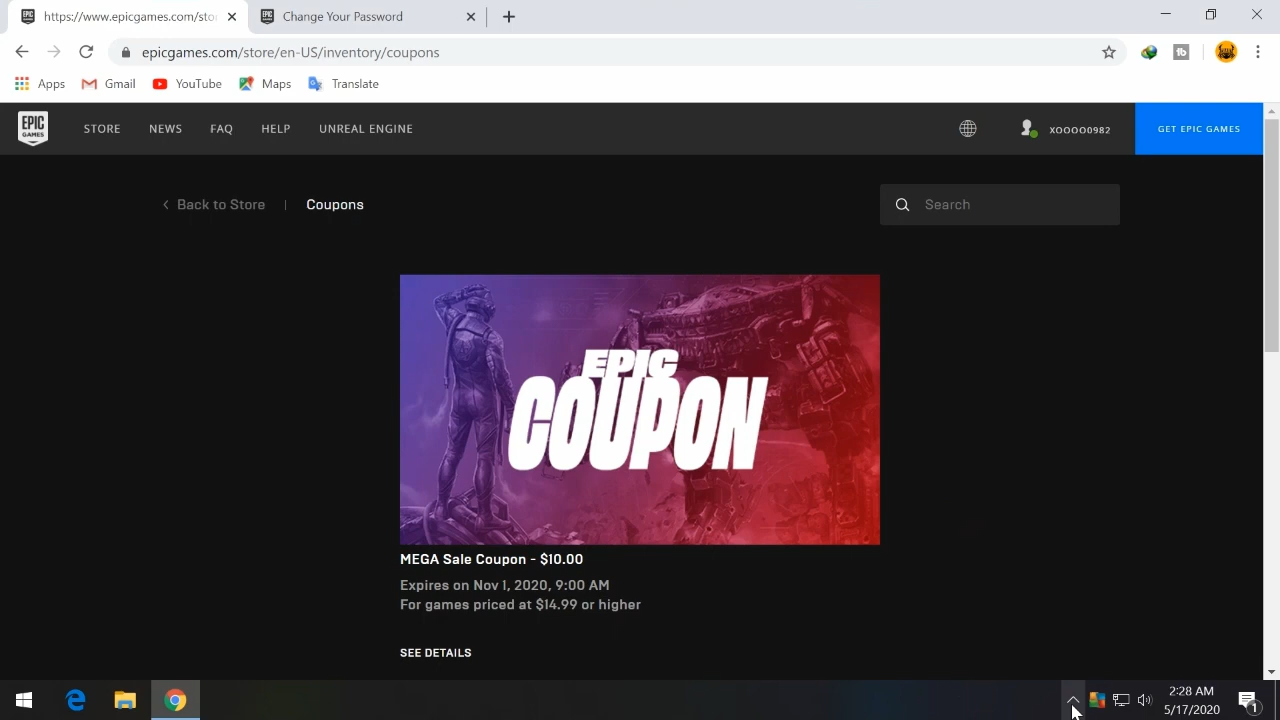 https://www.epicgames.com/sto
Change Your Password
epicgames.com/store/en-US/inventory/coupons
Apps Gmail YouTube Maps Translate
EPIC GAMES
STORE NEWS FAQ HELP UNREAL ENGINE XOOOO0982 GET EPIC GAMES
Back to Store | Coupons Search
EPIC
COUPON
MEGA Sale Coupon - $10.00
Expires on Nov 1, 2020, 9:00 AM
For games priced at $14.99 or higher
SEE DETAILS
2:28 AM
5/17/2020
1